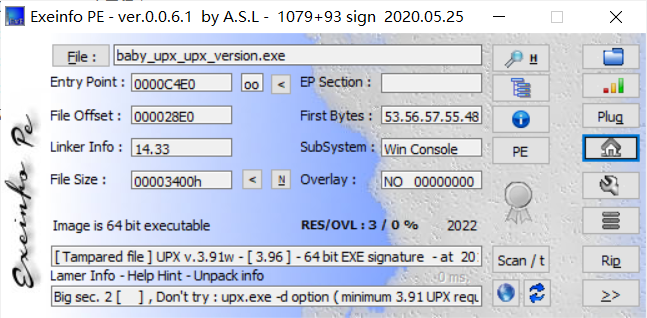 Exeinfo PE - ver.0.0.6.1 by A.S.L - 1079+93 sign 2020.05.25
File : baby_upx_upx_version.exe H
Entry Point : 0000C4E0 oo < EP Section :
File Offset : 000028E0 First Bytes : 53.56.57.55.48 Plug
Linker Info : 14.33 SubSystem : Win Console PE
File Size : 00003400h < N Overlay : NO 00000000
Image is 64 bit executable RES/OVL : 3 / 0 % 2022
[ Tampared file ] UPX v.3.91w - [ 3.96 ] - 64 bit EXE signature - at 20 Scan / t Rip
Lamer Info - Help Hint - Unpack info 0 ms.
Big sec. 2 [ ] , Don't try : upx.exe -d option ( minimum 3.91 UPX requ >>
Exeinfo Pe